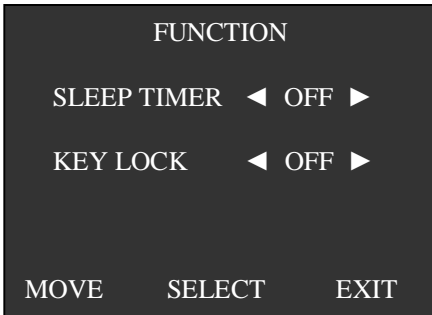 FUNCTION
SLEEP TIMER ◄ OFF ►
KEY LOCK ◄ OFF ►
MOVE SELECT EXIT